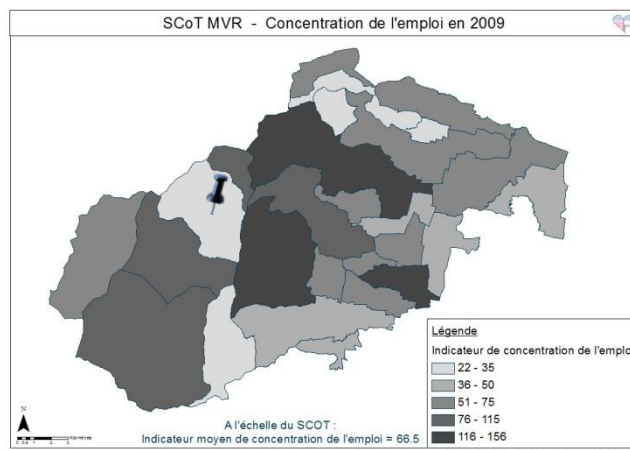 SCoT MVR - Concentration de l'emploi en 2009
Légende
Indicateur de concentration de l'emploi
22 - 35
36 - 50
51 - 75
76 - 115
116 - 156
N
A l'échelle du SCOT :
Indicateur moyen de concentration de l'emploi = 66.5